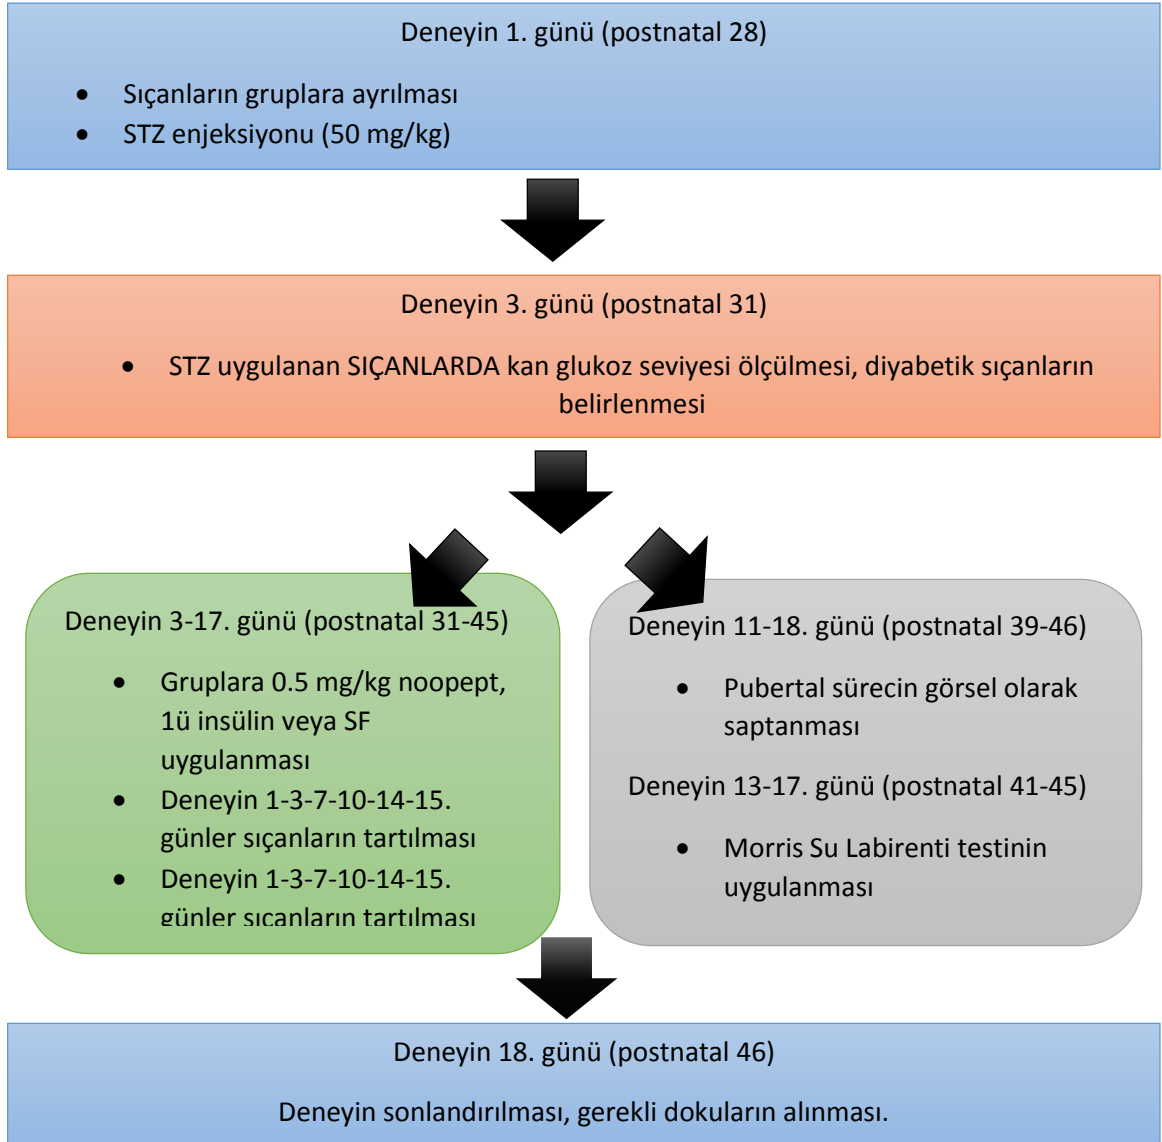 Deneyin 1. günü (postnatal 28)
• Sıçanların gruplara ayrılması
• STZ enjeksiyonu (50 mg/kg)
Deneyin 3. günü (postnatal 31)
• STZ uygulanan SIÇANLARDA kan glukoz seviyesi ölçülmesi, diyabetik sıçanların
belirlenmesi
Deneyin 3-17. günü (postnatal 31-45)
• Gruplara 0.5 mg/kg noopept,
1ü insülin veya SF
uygulanması
• Deneyin 1-3-7-10-14-15.
günler sıçanların tartılması
• Deneyin 1-3-7-10-14-15.
günler sıçanların tartılması
Deneyin 11-18. günü (postnatal 39-46)
• Pubertal sürecin görsel olarak
saptanması
Deneyin 13-17. günü (postnatal 41-45)
• Morris Su Labirenti testinin
uygulanması
Deneyin 18. günü (postnatal 46)
Deneyin sonlandırılması, gerekli dokuların alınması.